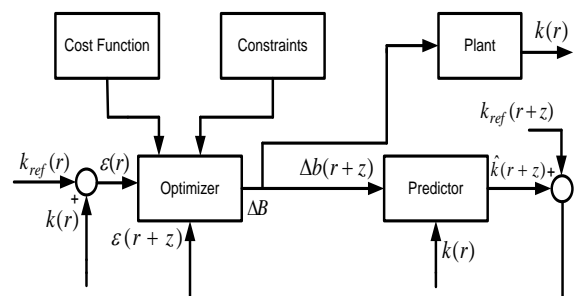 Cost Function
Constraints
Plant
k(r)
k_ref(r+z)
k_ref(r)
ε(r)
Optimizer
Δb(r+z)
Predictor
k̂(r+z)
+
+
ΔB
k(r)
ε(r+z)
k(r)